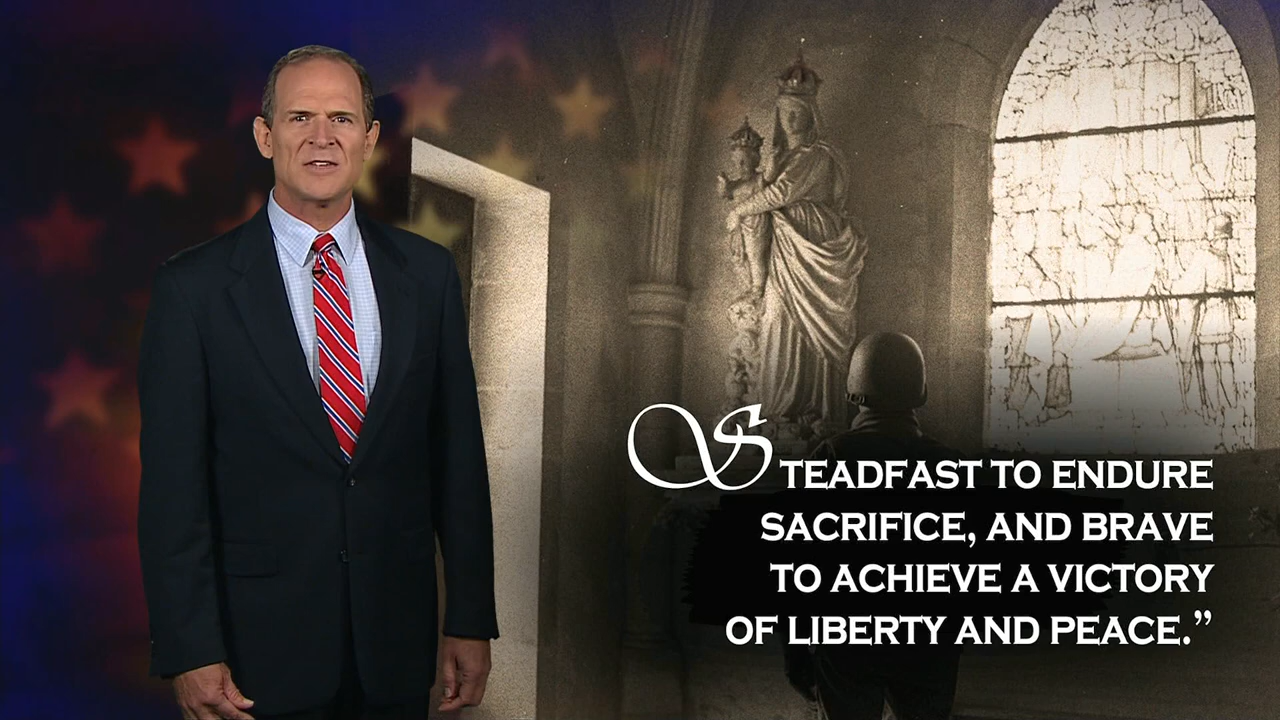 STEADFAST TO ENDURE
SACRIFICE, AND BRAVE
TO ACHIEVE A VICTORY
OF LIBERTY AND PEACE.”